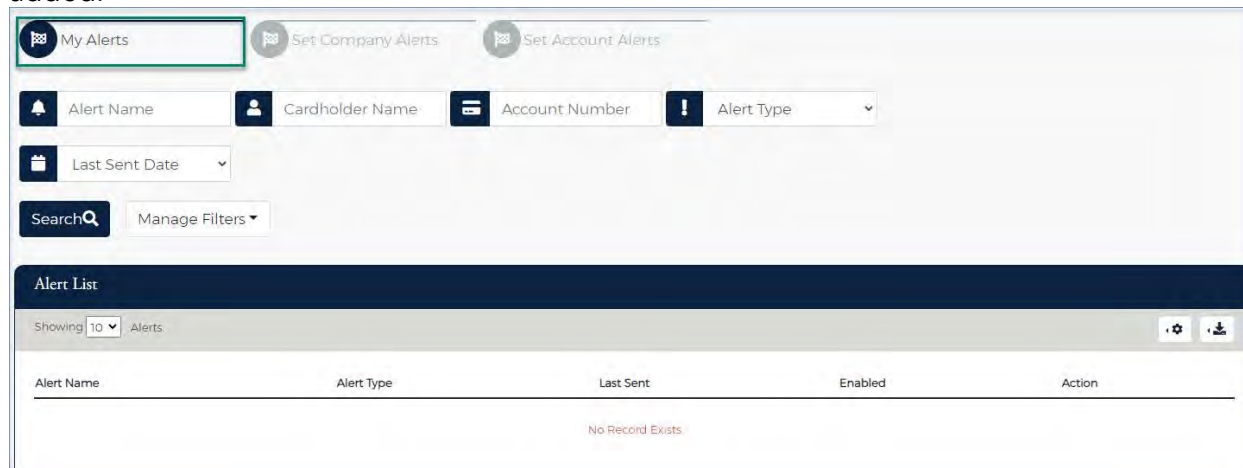 My Alerts Set Company Alerts Set Account Alerts
Alert Name Cardholder Name Account Number Alert Type
Last Sent Date
Search Manage Filters
Alert List
Showing 10 Alerts
Alert Name Alert Type Last Sent Enabled Action
No Record Exists